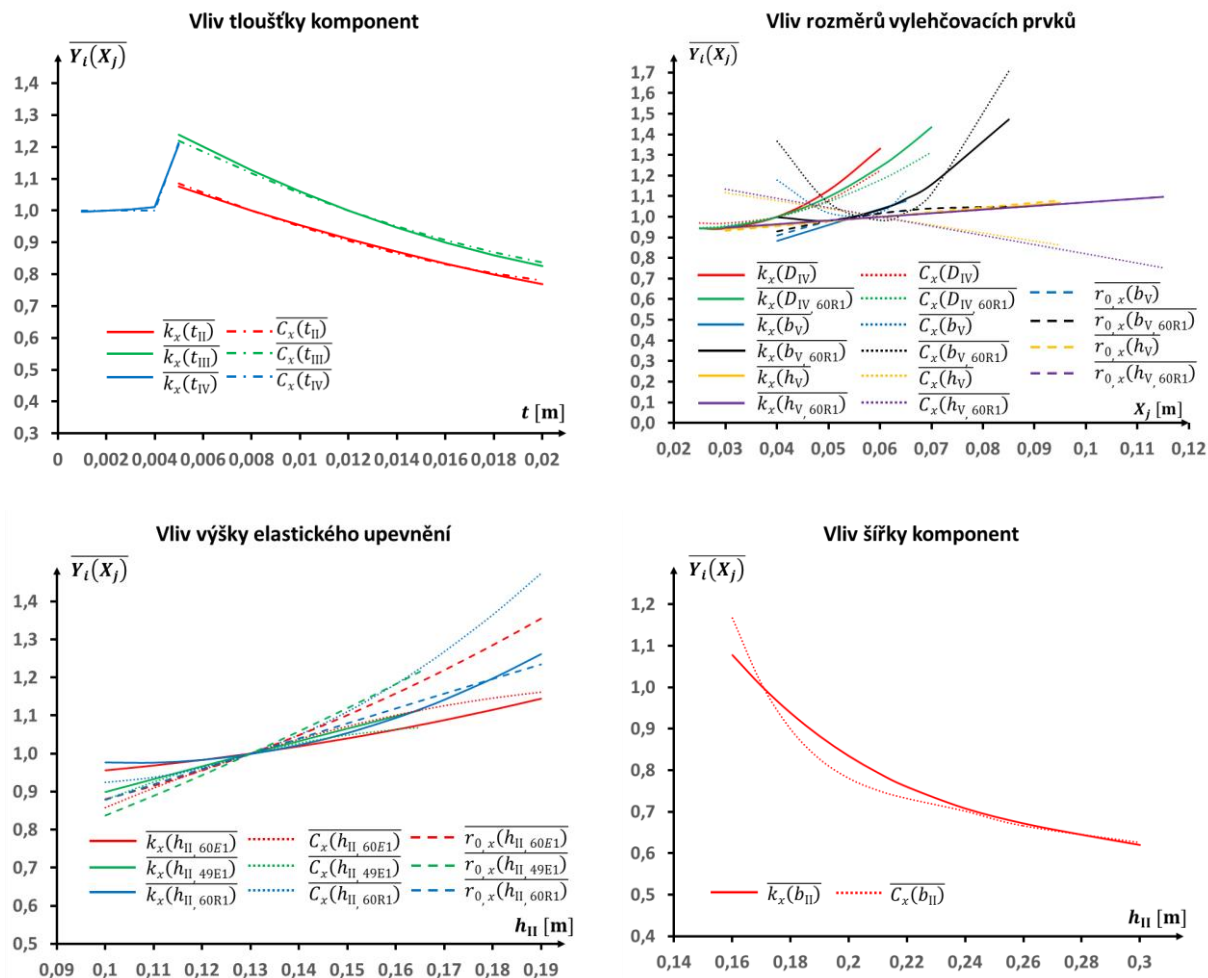 Vliv tloušťky komponent
Y_i(X_j)
1,4
1,3
1,2
1,1
1,0
0,9
0,8
0,7
0,6
0,5
0,4
0,3
k_x(t_II) C_x(t_II)
k_x(t_III) C_x(t_III)
k_x(t_IV) C_x(t_IV)
t [m]
0 0,002 0,004 0,006 0,008 0,01 0,012 0,014 0,016 0,018 0,02
Vliv rozměrů vylehčovacích prvků
Y_i(X_j)
1,7
1,6
1,5
1,4
1,3
1,2
1,1
1,0
0,9
0,8
0,7
0,6
0,5
0,4
0,3
0,2
0,1
0,0
k_x(D_IV) C_x(D_IV)
k_x(D_IV, 60R1) C_x(D_IV, 60R1) r_0, x(b_V)
k_x(b_V) C_x(b_V) r_0, x(b_V, 60R1)
k_x(b_V, 60R1) C_x(b_V, 60R1) r_0, x(h_V)
k_x(h_V) C_x(h_V) r_0, x(h_V, 60R1)
k_x(h_V, 60R1) C_x(h_V, 60R1)
X_j [m]
0,02 0,03 0,04 0,05 0,06 0,07 0,08 0,09 0,1 0,11 0,12
Vliv výšky elastického upevnění
Y_i(X_j)
1,4
1,3
1,2
1,1
1,0
0,9
0,8
0,7
0,6
0,5
k_x(h_II, 60E1) C_x(h_II, 60E1) r_0, x(h_II, 60E1)
k_x(h_II, 49E1) C_x(h_II, 49E1) r_0, x(h_II, 49E1)
k_x(h_II, 60R1) C_x(h_II, 60R1) r_0, x(h_II, 60R1)
h_II [m]
0,09 0,1 0,11 0,12 0,13 0,14 0,15 0,16 0,17 0,18 0,19
Vliv šířky komponent
Y_i(X_j)
1,2
1,1
1,0
0,9
0,8
0,7
0,6
0,5
0,4
k_x(b_II) C_x(b_II)
h_II [m]
0,14 0,16 0,18 0,2 0,22 0,24 0,26 0,28 0,3